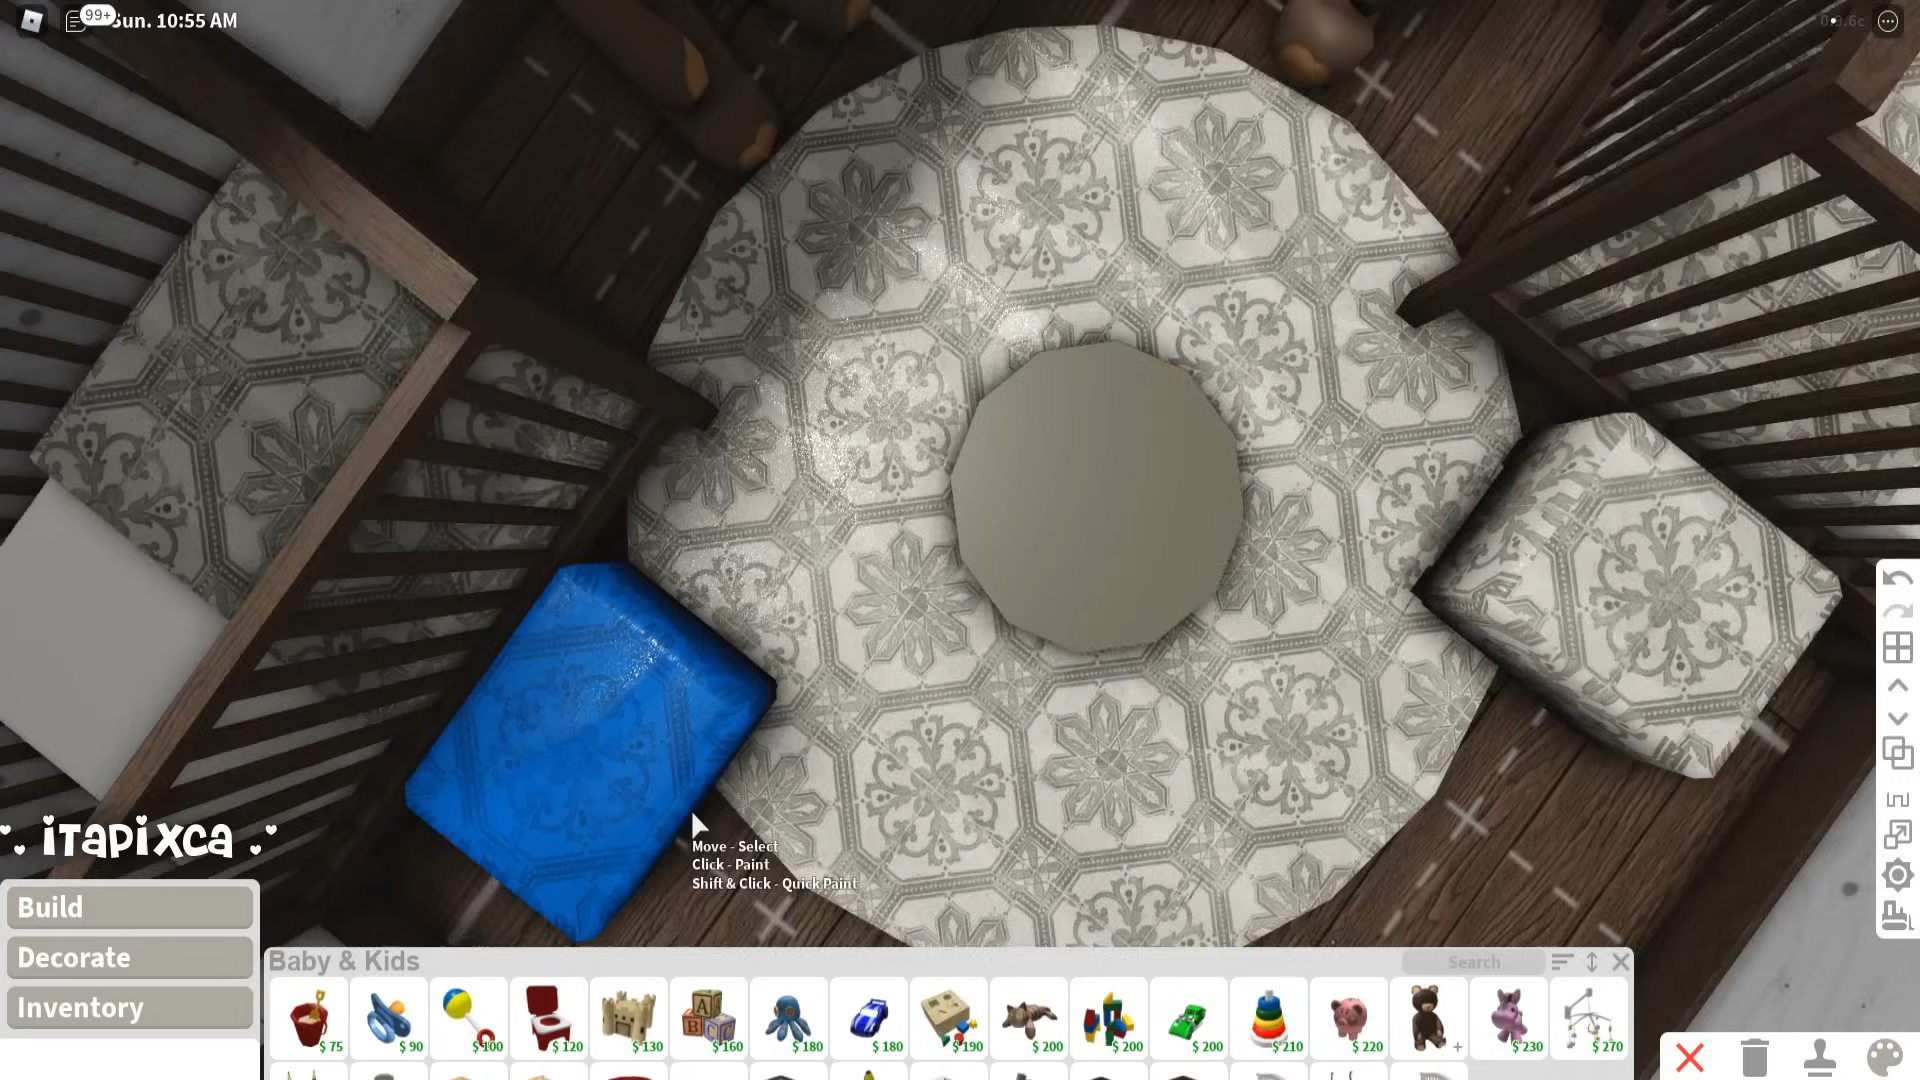 99+
Sun. 10:55 AM
iTapixca
Move - Select
Click - Paint
Shift & Click - Quick Paint
Build
Decorate
Inventory
Baby & Kids
Search
$ 75
$ 90
$100
$ 120
$ 130
$ 160
$ 180
$ 180
$ 190
$ 200
$ 200
$ 200
$ 210
$ 220
+
$ 230
$ 270